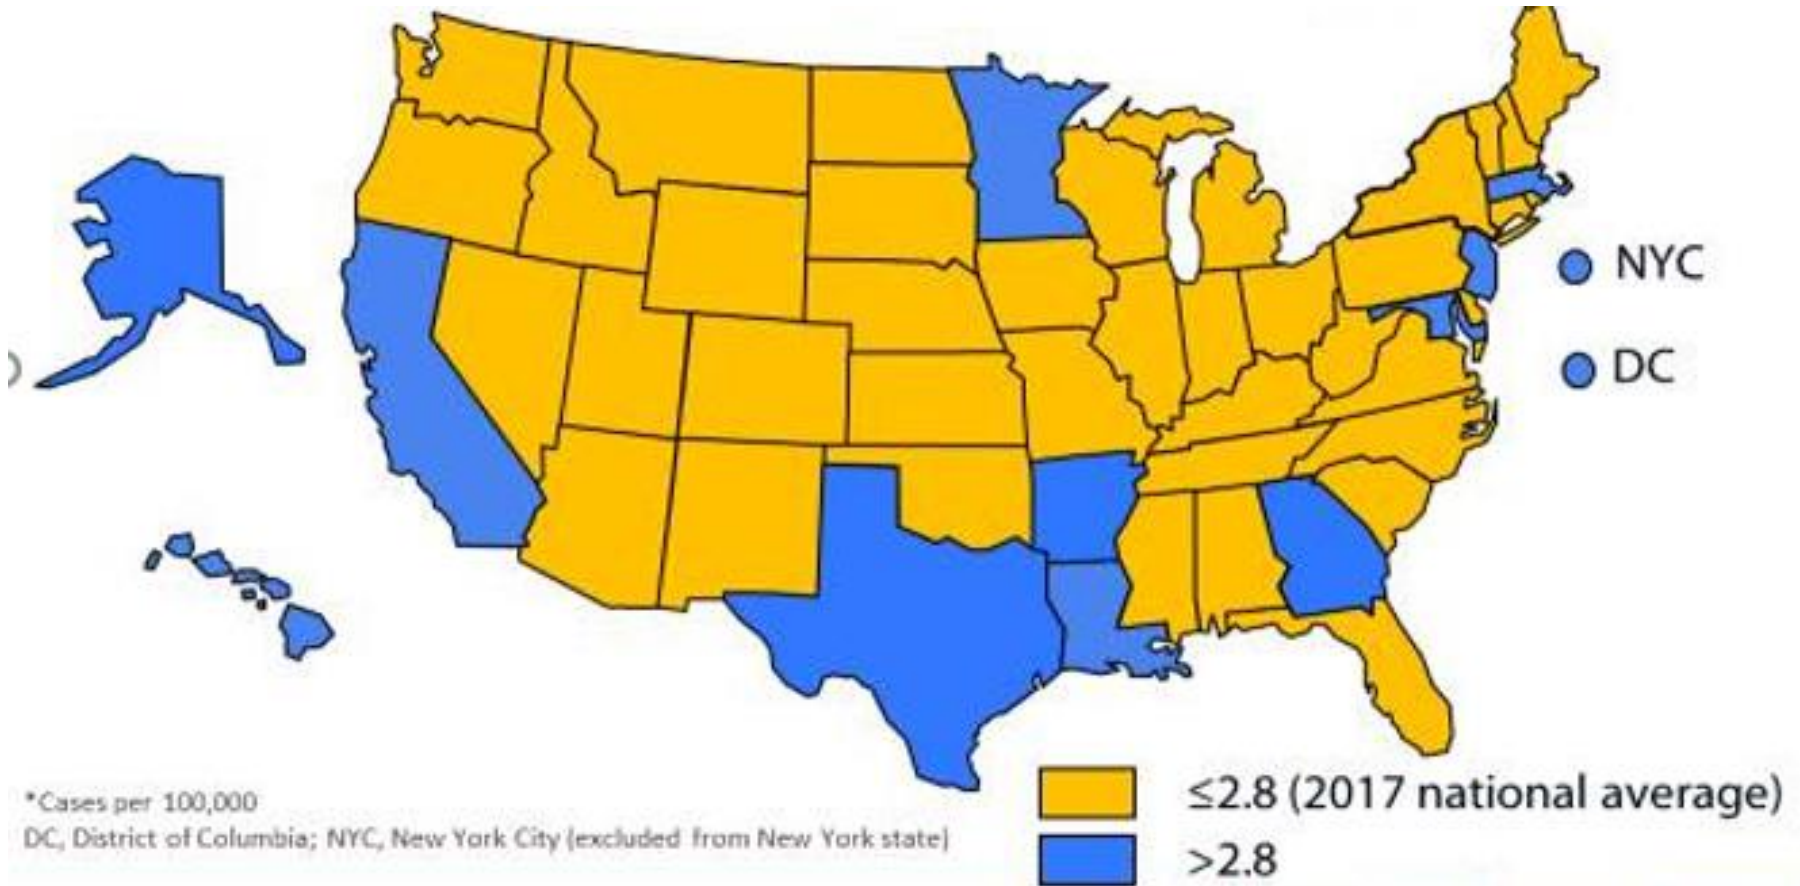 NYC
DC
≤2.8 (2017 national average)
>2.8
*Cases per 100,000
DC, District of Columbia; NYC, New York City (excluded from New York state)